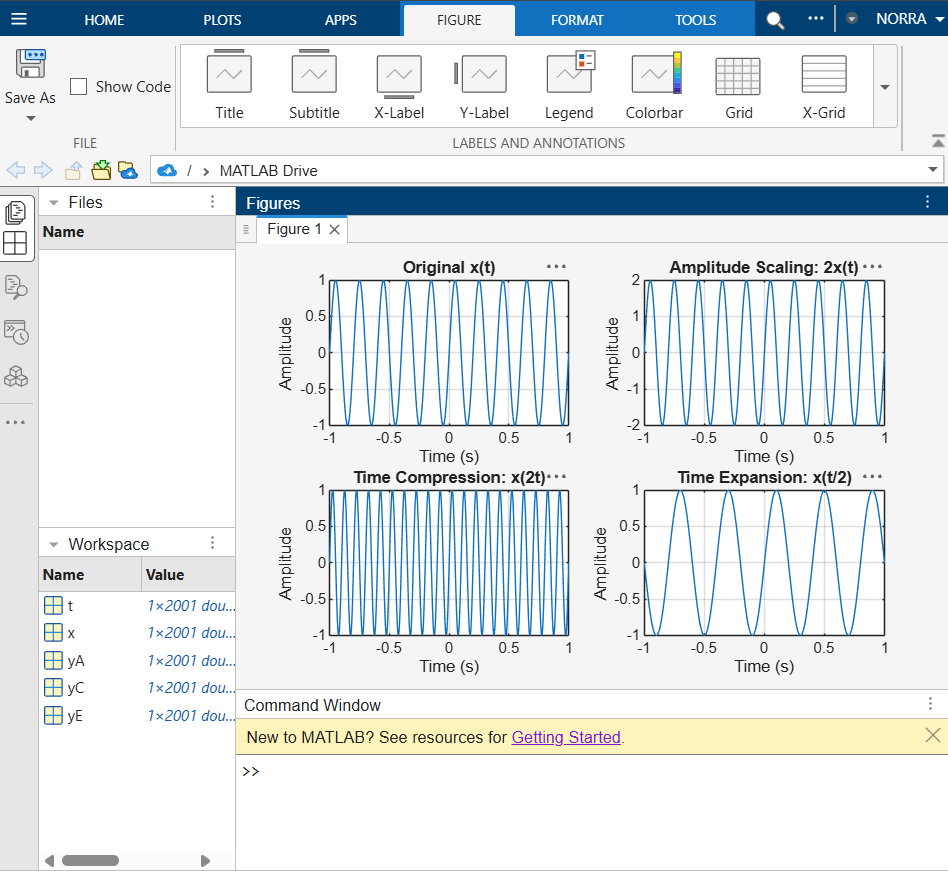 HOME PLOTS APPS FIGURE FORMAT TOOLS NORRA
Save As Show Code Title Subtitle X-Label Y-Label Legend Colorbar Grid X-Grid
FILE LABELS AND ANNOTATIONS
/ > MATLAB Drive
Files
Name
Figures
Figure 1
Original x(t)
1
0.5
0
-0.5
-1
Amplitude
-1 -0.5 0 0.5 1
Time (s)
Amplitude Scaling: 2x(t)
2
1
0
-1
-2
Amplitude
-1 -0.5 0 0.5 1
Time (s)
Time Compression: x(2t)
1
0.5
0
-0.5
-1
Amplitude
-1 -0.5 0 0.5 1
Time (s)
Time Expansion: x(t/2)
1
0.5
0
-0.5
-1
Amplitude
-1 -0.5 0 0.5 1
Time (s)
Workspace
Name Value
t 1×2001 dou...
x 1×2001 dou...
yA 1×2001 dou...
yC 1×2001 dou...
yE 1×2001 dou...
Command Window
New to MATLAB? See resources for Getting Started.
>>